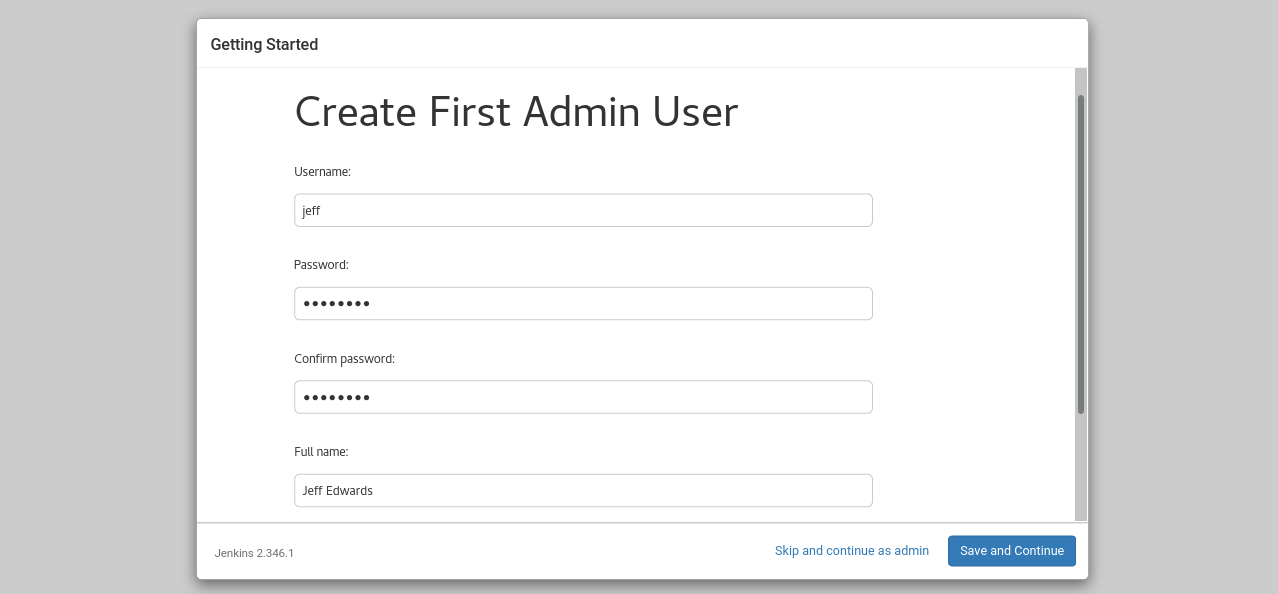 Getting Started
Create First Admin User
Username:
jeff
Password:
••••••••
Confirm password:
••••••••
Full name:
Jeff Edwards
Jenkins 2.346.1
Skip and continue as admin
Save and Continue